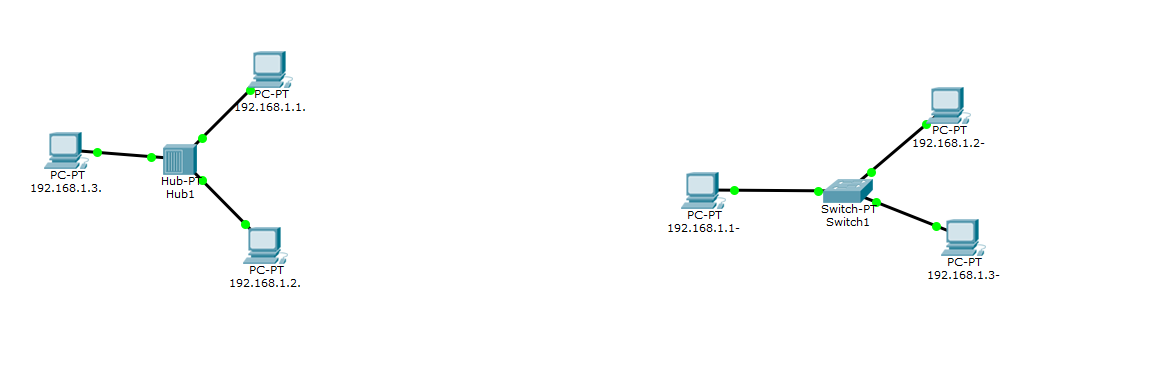 PC-PT
192.168.1.1.
PC-PT
192.168.1.3.
Hub-PT
Hub1
PC-PT
192.168.1.2.
PC-PT
192.168.1.2-
PC-PT
192.168.1.1-
Switch-PT
Switch1
PC-PT
192.168.1.3-